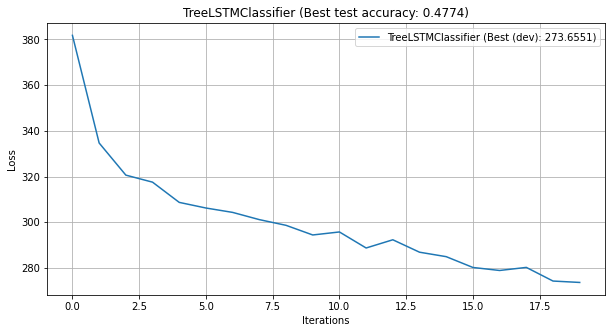 TreeLSTMClassifier (Best test accuracy: 0.4774)
TreeLSTMClassifier (Best (dev): 273.6551)
380
360
340
320
300
280
Loss
0.0 2.5 5.0 7.5 10.0 12.5 15.0 17.5
Iterations